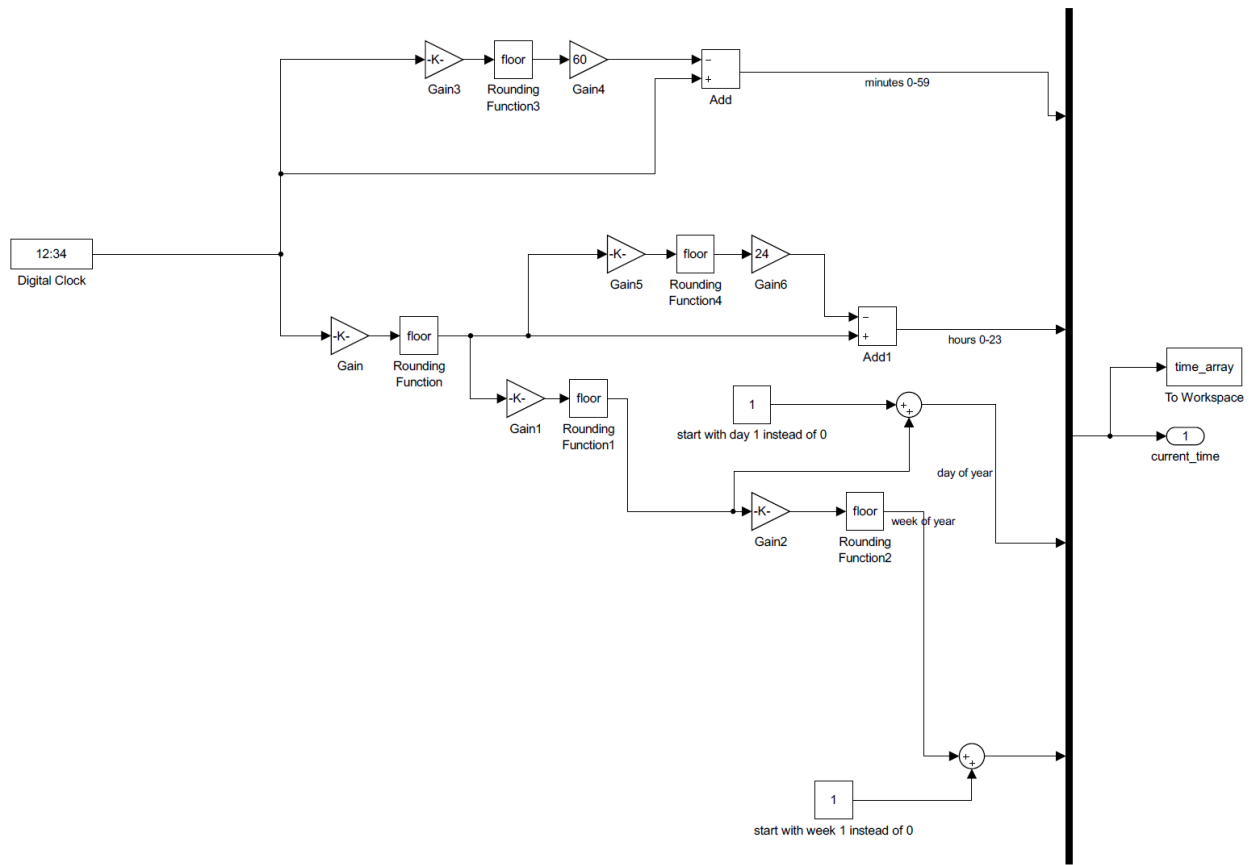 -K-
floor
60
−
+
Gain3
Rounding
Function3
Gain4
Add
minutes 0-59
12:34
Digital Clock
-K-
floor
24
Gain5
Rounding
Function4
Gain6
−
+
Add1
hours 0-23
-K-
floor
Gain
Rounding
Function
-K-
floor
Gain1
Rounding
Function1
1
start with day 1 instead of 0
+
+
day of year
time_array
To Workspace
1
current_time
-K-
floor
week of year
Gain2
Rounding
Function2
+
+
1
start with week 1 instead of 0